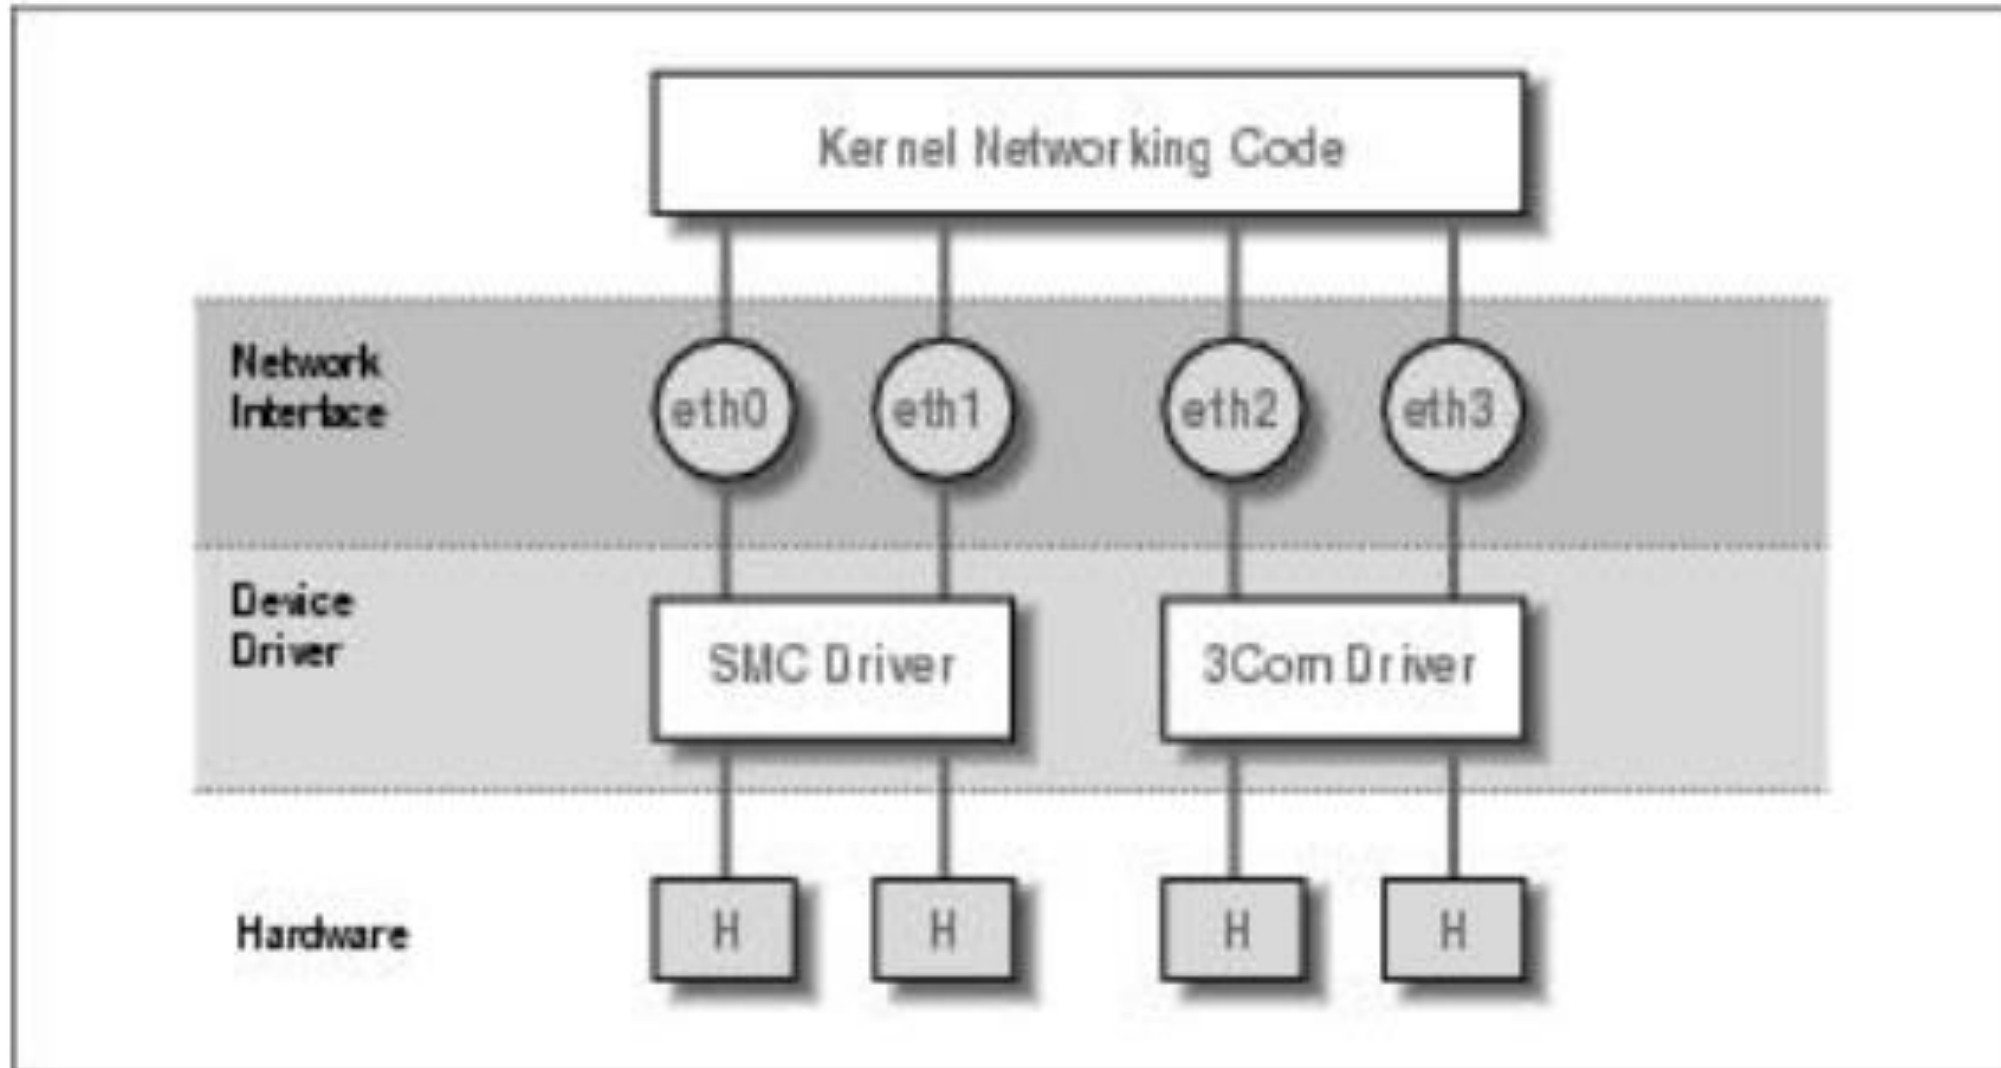 Kernel Networking Code
Network
Interface
eth0
eth1
eth2
eth3
Device
Driver
SMC Driver
3Com Driver
Hardware
H
H
H
H